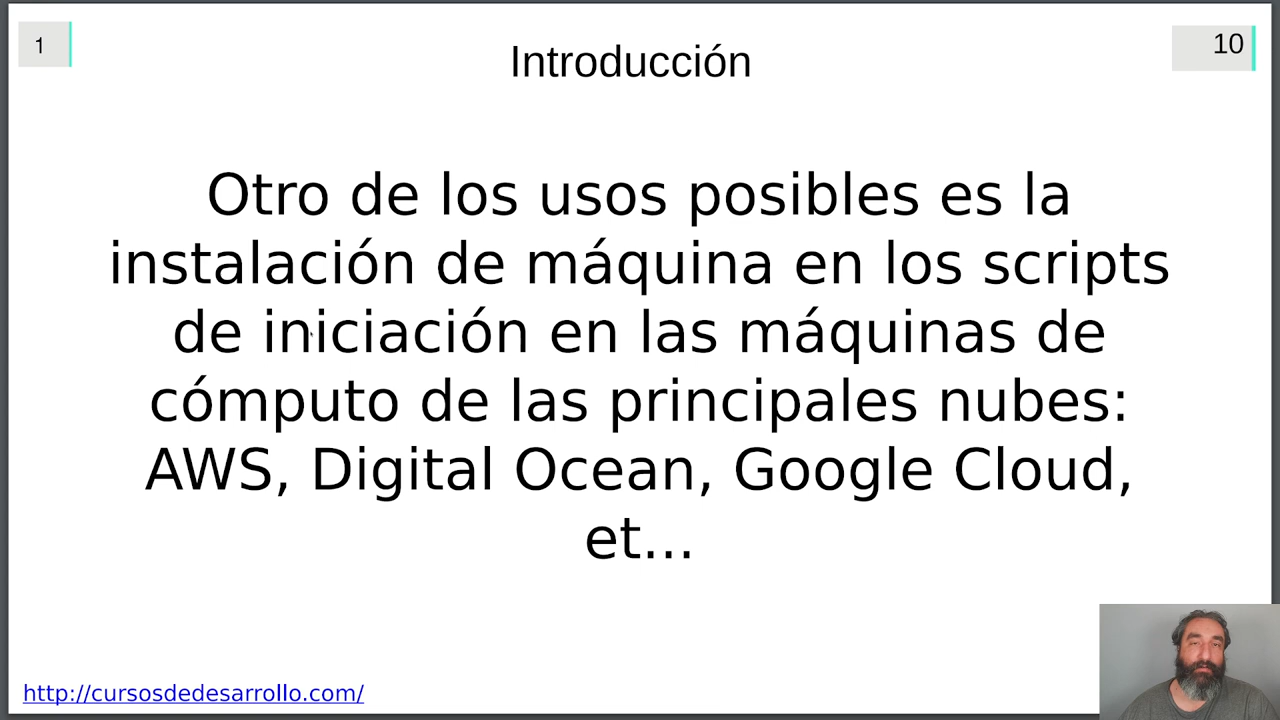 1
10
Introducción
Otro de los usos posibles es la
instalación de máquina en los scripts
de iniciación en las máquinas de
cómputo de las principales nubes:
AWS, Digital Ocean, Google Cloud,
et...
http://cursosdedesarrollo.com/